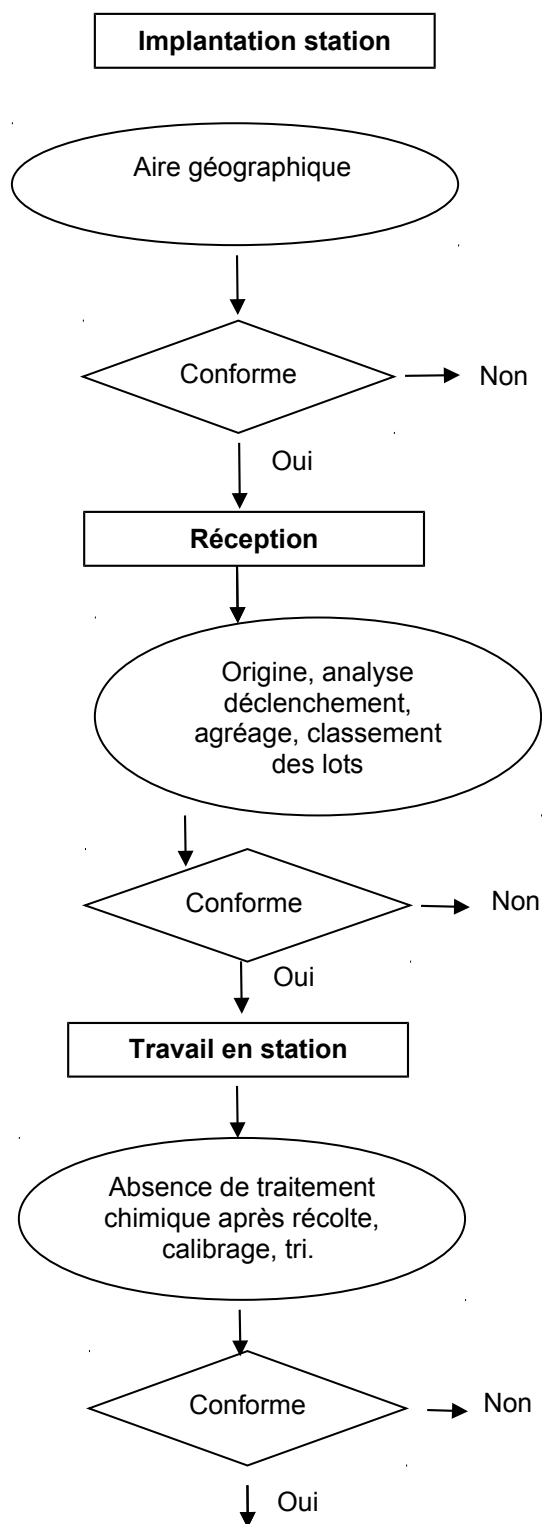 Implantation station
Aire géographique
Conforme
Non
Oui
Réception
Origine, analyse
déclenchement,
agréage, classement
des lots
Conforme
Non
Oui
Travail en station
Absence de traitement
chimique après récolte,
calibrage, tri.
Conforme
Non
Oui